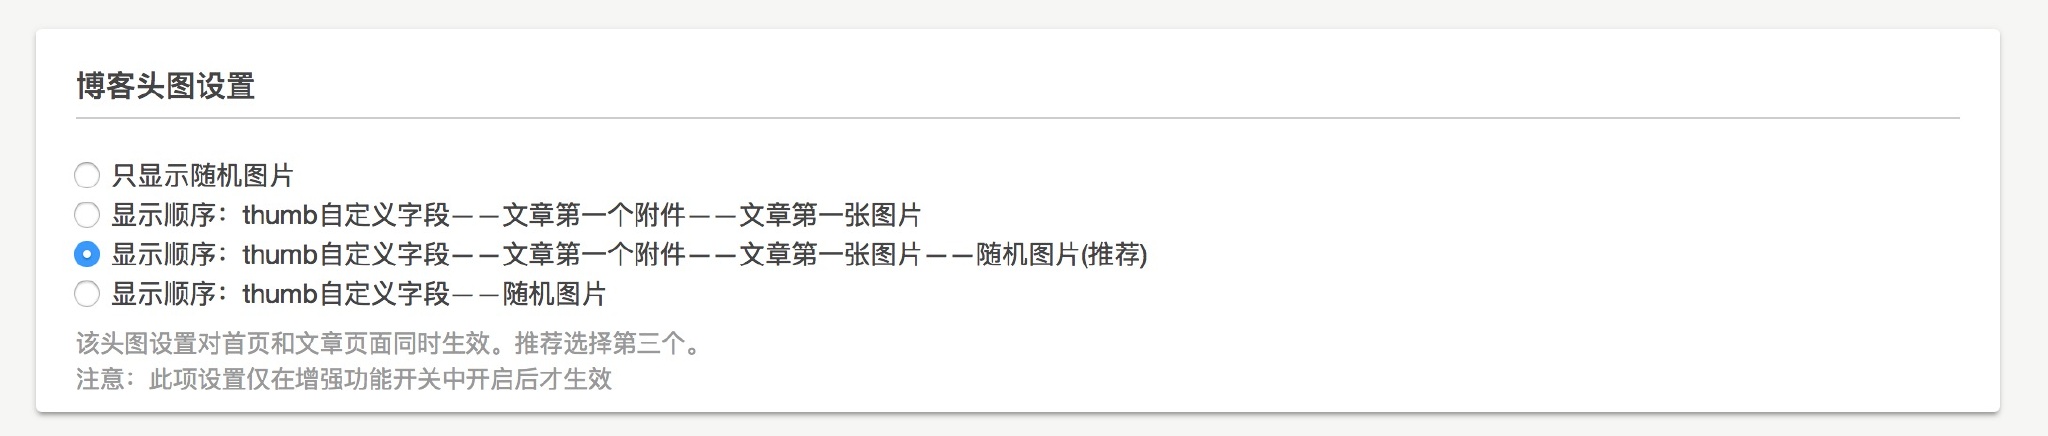 博客头图设置
只显示随机图片
显示顺序：thumb自定义字段——文章第一个附件——文章第一张图片
显示顺序：thumb自定义字段——文章第一个附件——文章第一张图片——随机图片(推荐)
显示顺序：thumb自定义字段——随机图片
该头图设置对首页和文章页面同时生效。推荐选择第三个。
注意：此项设置仅在增强功能开关中开启后才生效